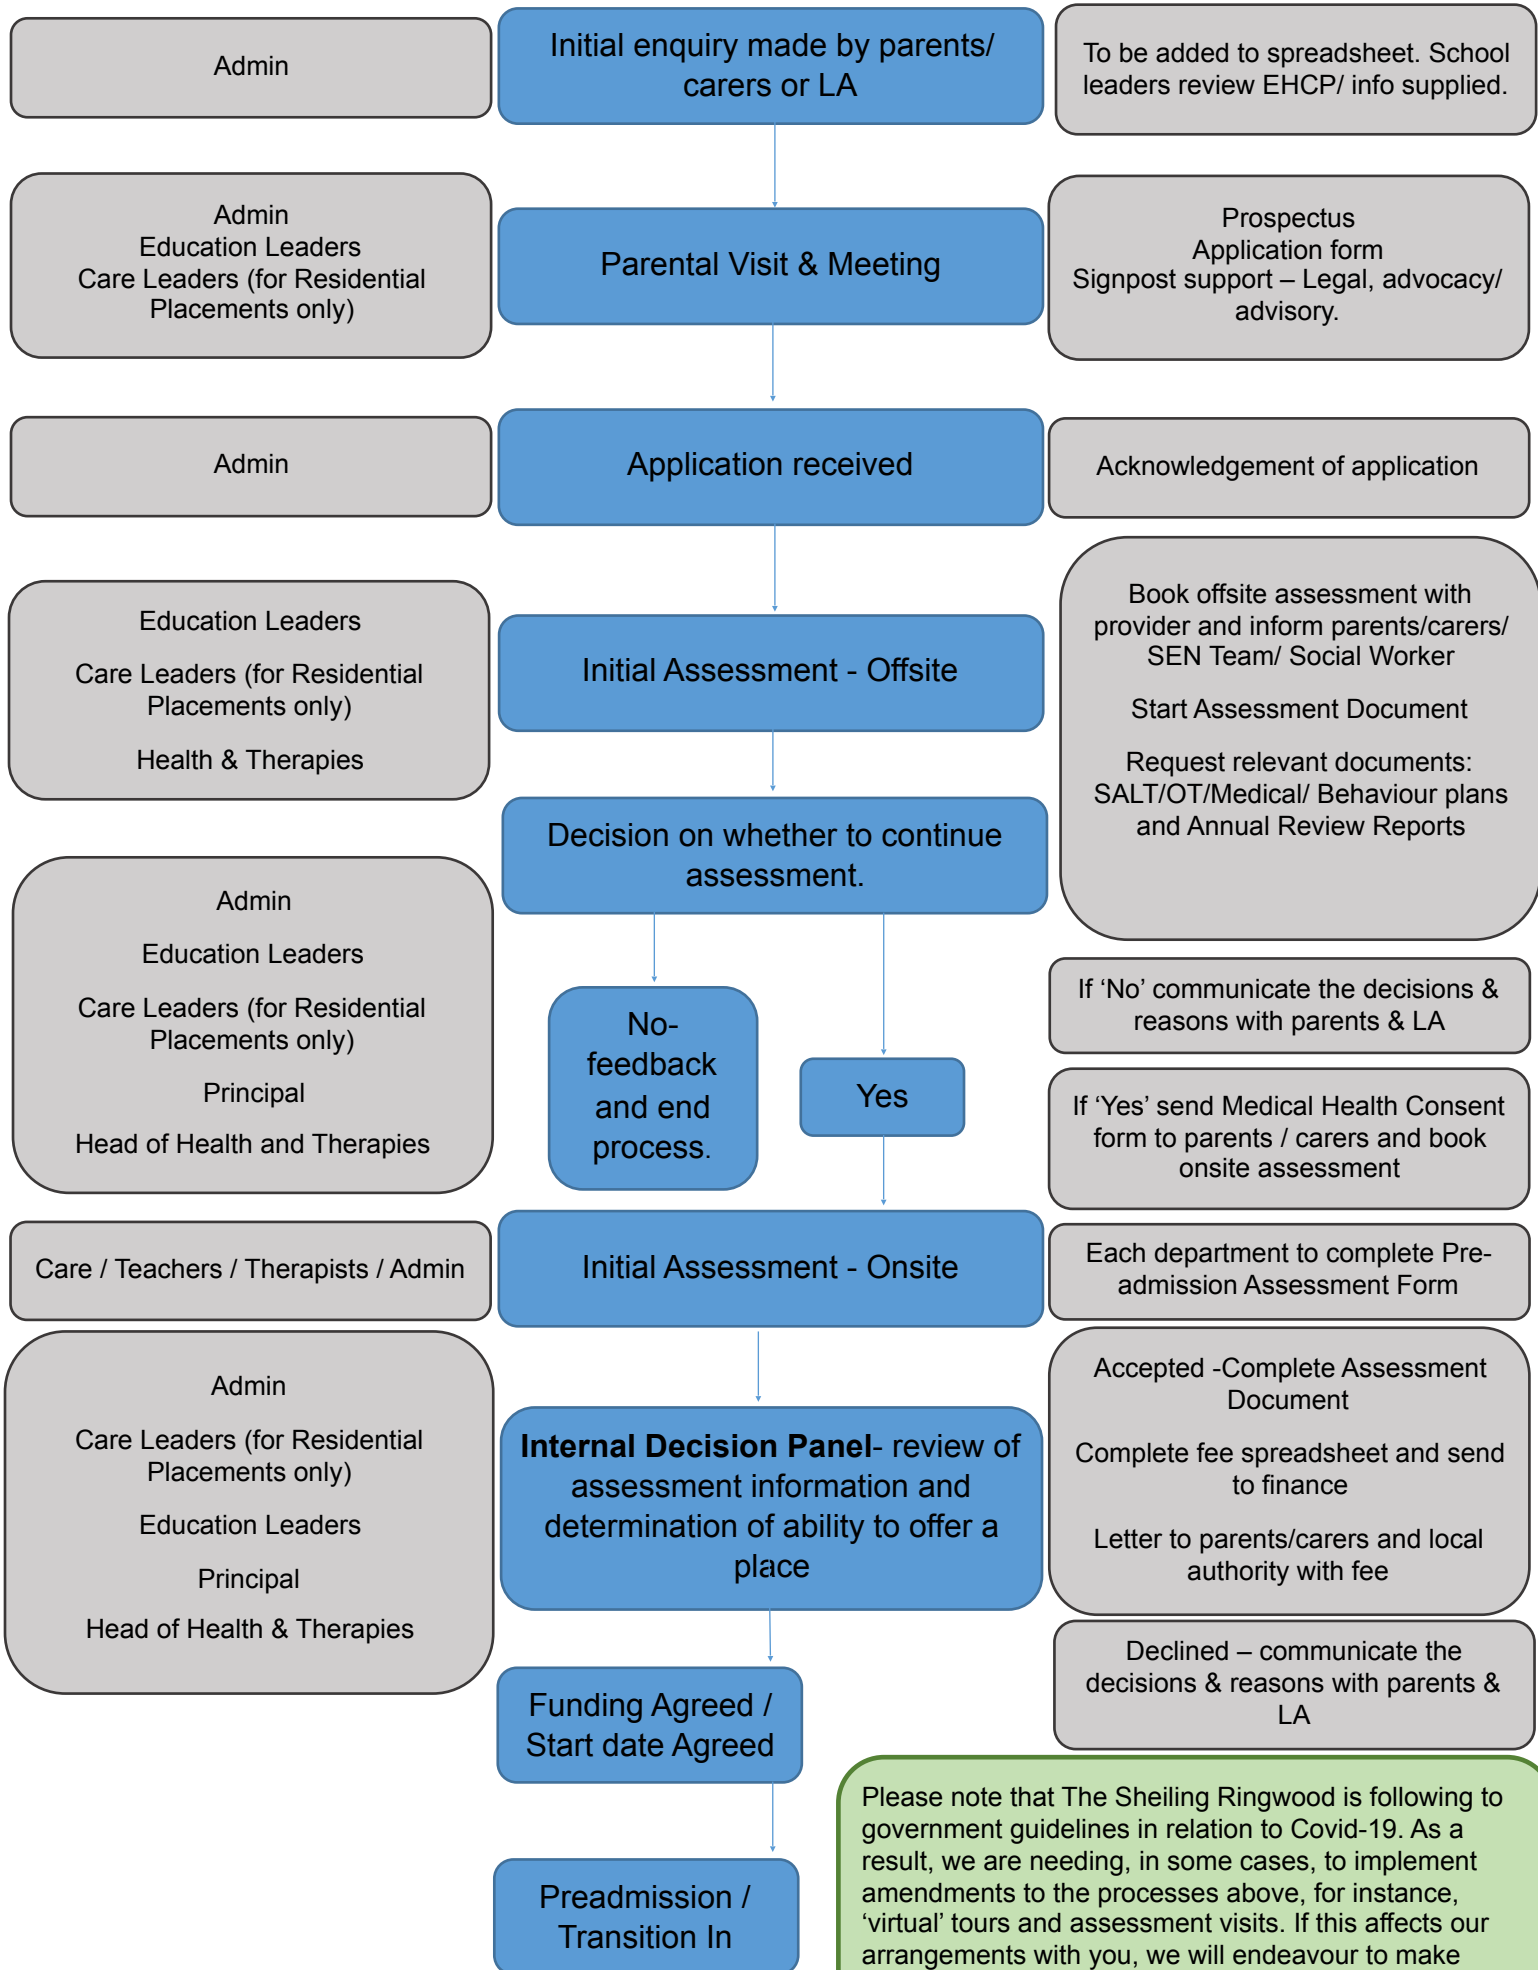 Admin
Initial enquiry made by parents/
carers or LA
To be added to spreadsheet. School
leaders review EHCP/ info supplied.
Admin
Education Leaders
Care Leaders (for Residential
Placements only)
Parental Visit & Meeting
Prospectus
Application form
Signpost support – Legal, advocacy/
advisory.
Admin
Application received
Acknowledgement of application
Education Leaders
Care Leaders (for Residential
Placements only)
Health & Therapies
Initial Assessment - Offsite
Book offsite assessment with
provider and inform parents/carers/
SEN Team/ Social Worker
Start Assessment Document
Request relevant documents:
SALT/OT/Medical/ Behaviour plans
and Annual Review Reports
Decision on whether to continue
assessment.
Admin
Education Leaders
Care Leaders (for Residential
Placements only)
Principal
Head of Health and Therapies
No-
feedback
and end
process.
Yes
If ‘No’ communicate the decisions &
reasons with parents & LA
If ‘Yes’ send Medical Health Consent
form to parents / carers and book
onsite assessment
Care / Teachers / Therapists / Admin
Initial Assessment - Onsite
Each department to complete Pre-
admission Assessment Form
Admin
Care Leaders (for Residential
Placements only)
Education Leaders
Principal
Head of Health & Therapies
Internal Decision Panel- review of
assessment information and
determination of ability to offer a
place
Accepted -Complete Assessment
Document
Complete fee spreadsheet and send
to finance
Letter to parents/carers and local
authority with fee
Declined – communicate the
decisions & reasons with parents &
LA
Funding Agreed /
Start date Agreed
Preadmission /
Transition In
Please note that The Sheiling Ringwood is following to
government guidelines in relation to Covid-19. As a
result, we are needing, in some cases, to implement
amendments to the processes above, for instance,
‘virtual’ tours and assessment visits. If this affects our
arrangements with you, we will endeavour to make